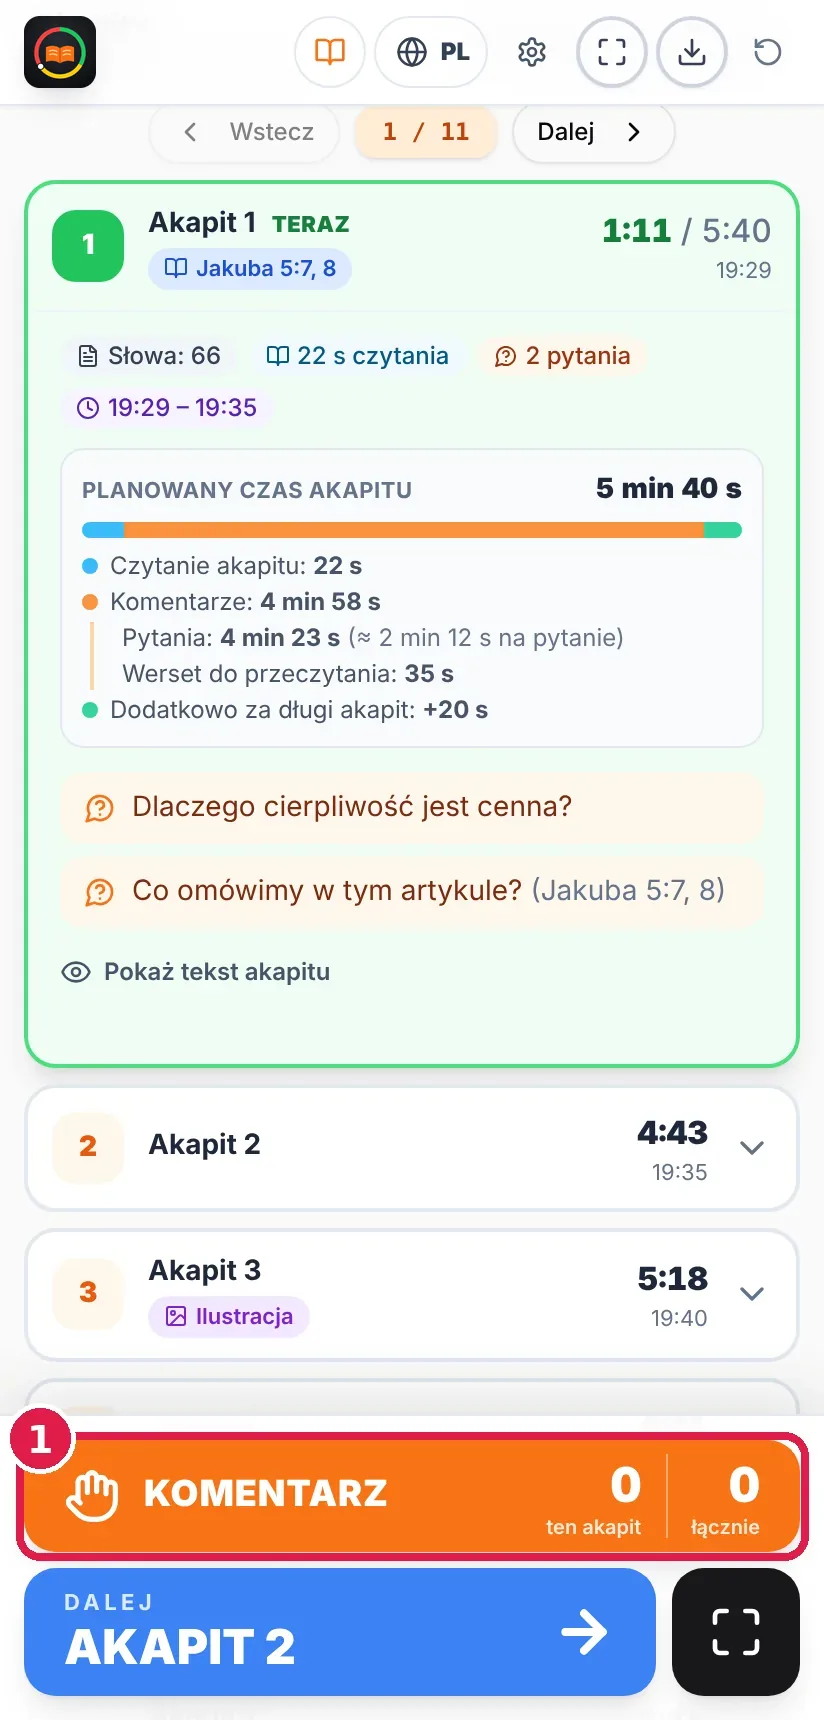 PL
Wstecz
1 / 11
Dalej
1
Akapit 1 TERAZ
1:11 / 5:40
Jakuba 5:7, 8
19:29
Słowa: 66
22 s czytania
2 pytania
19:29 – 19:35
PLANOWANY CZAS AKAPITU
5 min 40 s
Czytanie akapitu: 22 s
Komentarze: 4 min 58 s
Pytania: 4 min 23 s (≈ 2 min 12 s na pytanie)
Werset do przeczytania: 35 s
Dodatkowo za długi akapit: +20 s
Dlaczego cierpliwość jest cenna?
Co omówimy w tym artykule? (Jakuba 5:7, 8)
Pokaż tekst akapitu
2
Akapit 2
4:43
19:35
3
Akapit 3
5:18
Ilustracja
19:40
1
KOMENTARZ
0
ten akapit
0
łącznie
DALEJ
AKAPIT 2